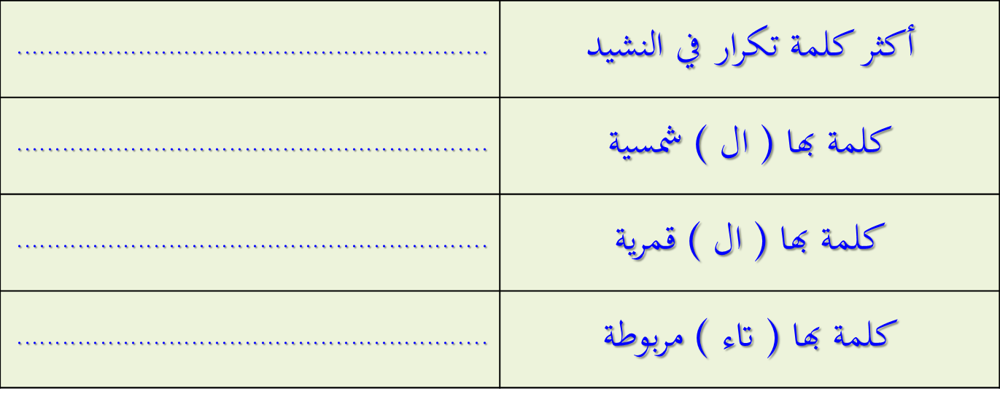 أكثر كلمة تكرار في النشيد ..............................................................
كلمة بها ( ال ) شمسية ..............................................................
كلمة بها ( ال ) قمرية ..............................................................
كلمة بها ( تاء ) مربوطة ..............................................................